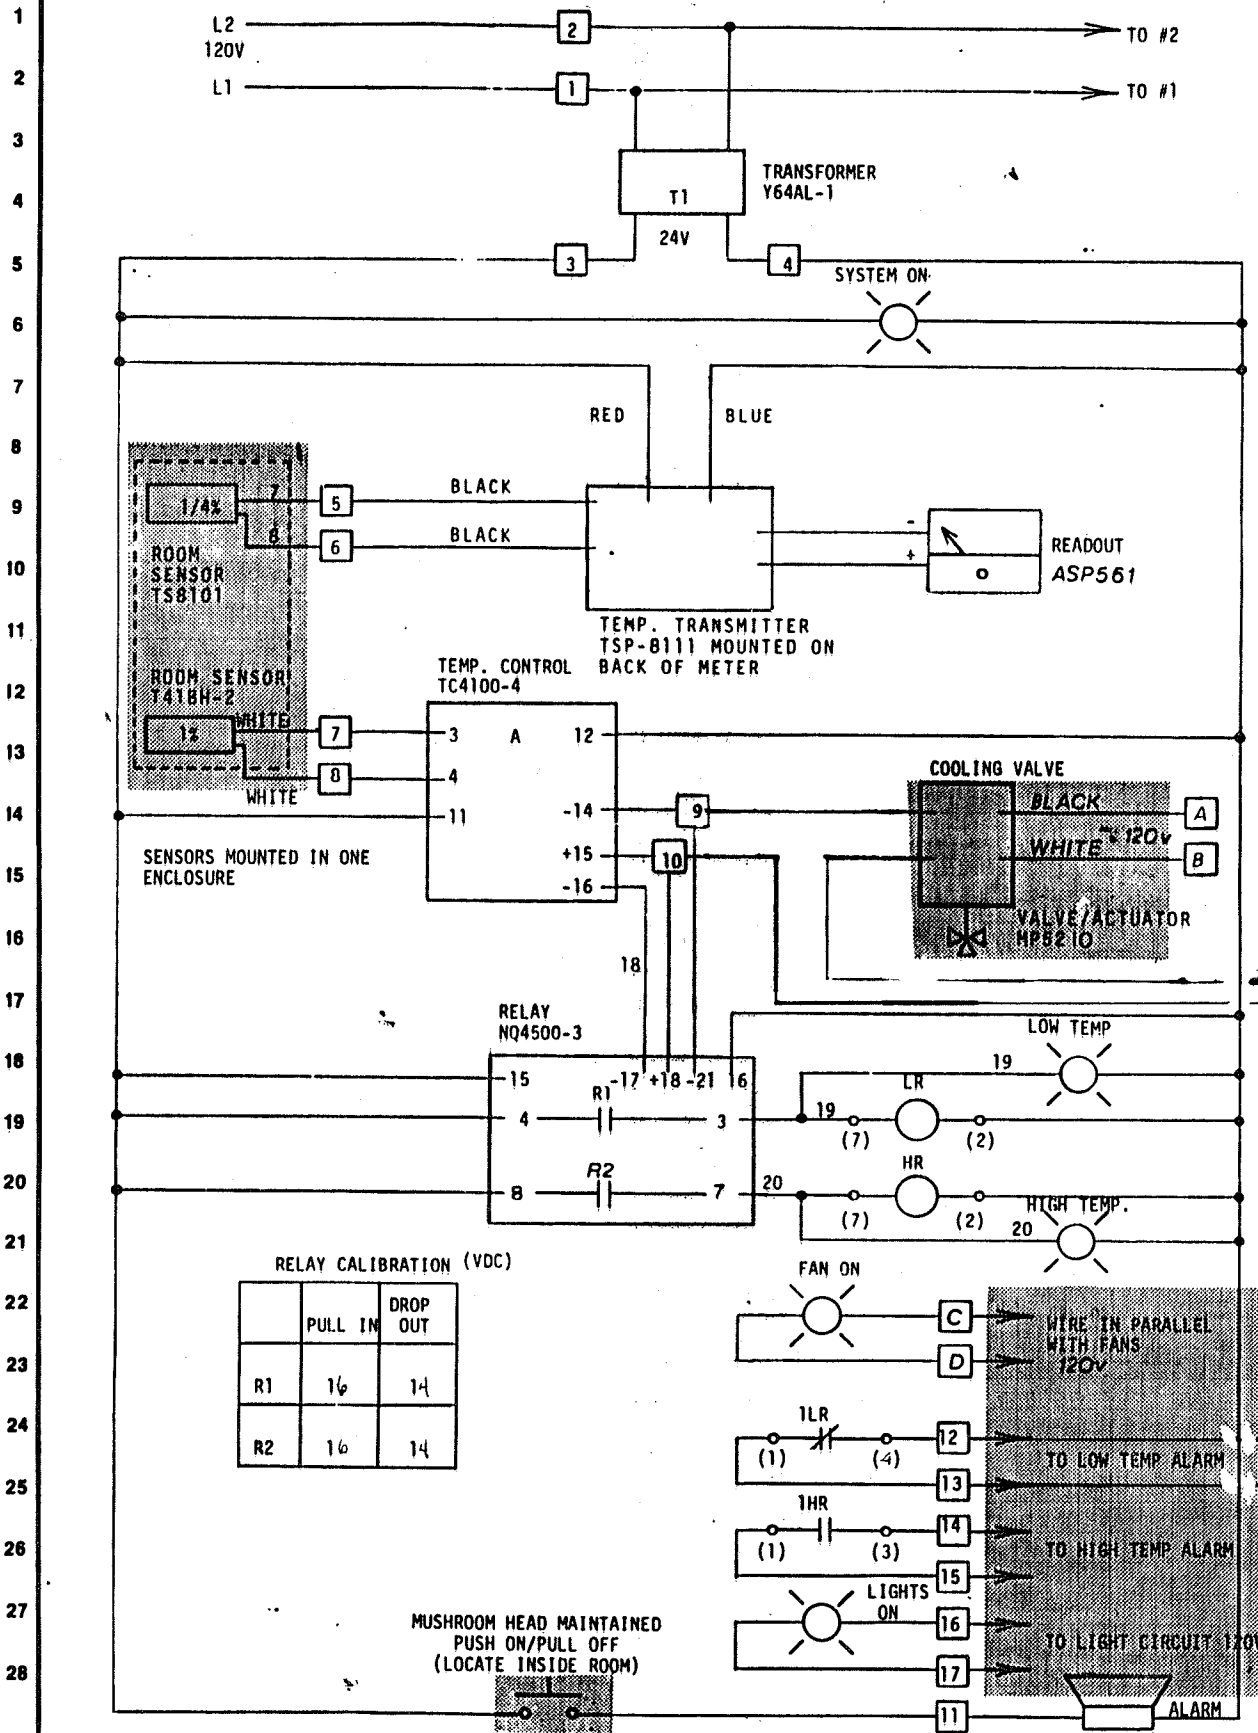 1
L2
120V
2
TO #2
2
L1
1
TO #1
3
4
T1
TRANSFORMER
Y64AL-1
24V
5
3
4
SYSTEM ON
6
7
RED
BLUE
8
9
1/4%
7
5
BLACK
8
6
BLACK
-
+
READOUT
ASP561
O
10
ROOM
SENSOR
TS8101
11
TEMP. TRANSMITTER
TSP-8111 MOUNTED ON
BACK OF METER
12
ROOM SENSOR
T418H-2
TEMP. CONTROL
TC4100-4
13
1%
WHITE
7
3
A
12
8
4
WHITE
COOLING VALVE
14
11
-14
9
BLACK
A
120V
WHITE
B
15
SENSORS MOUNTED IN ONE
ENCLOSURE
+15
10
-16
16
VALVE/ACTUATOR
MP5210
18
17
RELAY
NQ4500-3
LOW TEMP
18
15
-17 +18 -21 16
19
19
4
R1
3
19
LR
(7)
(2)
20
8
R2
7
20
HR
(7)
(2)
HIGH TEMP.
21
20
RELAY CALIBRATION (VDC)
FAN ON
22
PULL IN
DROP
OUT
C
WIRE IN PARALLEL
WITH FANS
120V
23
R1
16
14
D
24
R2
16
14
1LR
(1)
(4)
12
TO LOW TEMP ALARM
25
13
1HR
14
26
(1)
(3)
TO HIGH TEMP ALARM
15
27
LIGHTS
ON
16
MUSHROOM HEAD MAINTAINED
PUSH ON/PULL OFF
(LOCATE INSIDE ROOM)
TO LIGHT CIRCUIT 120V
28
17
11
ALARM